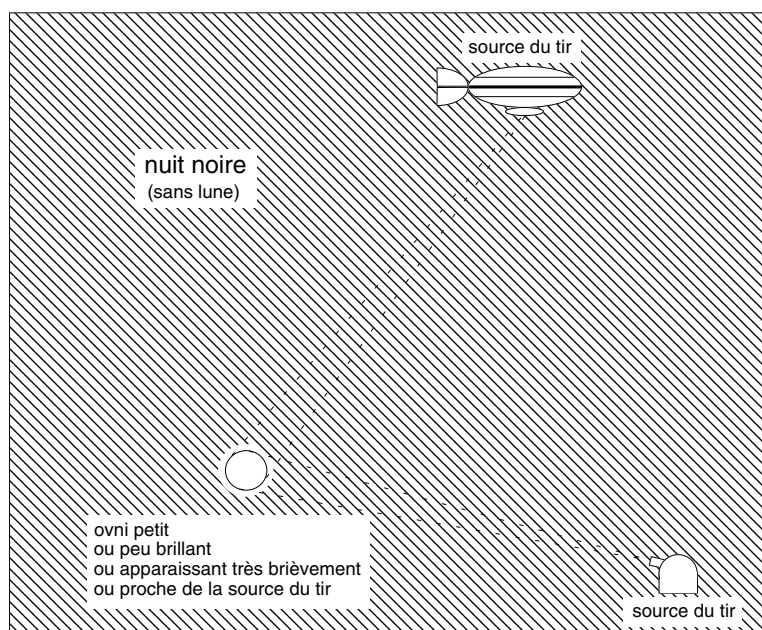 source du tir
nuit noire
(sans lune)
ovni petit
ou peu brillant
ou apparaissant très brièvement
ou proche de la source du tir
source du tir